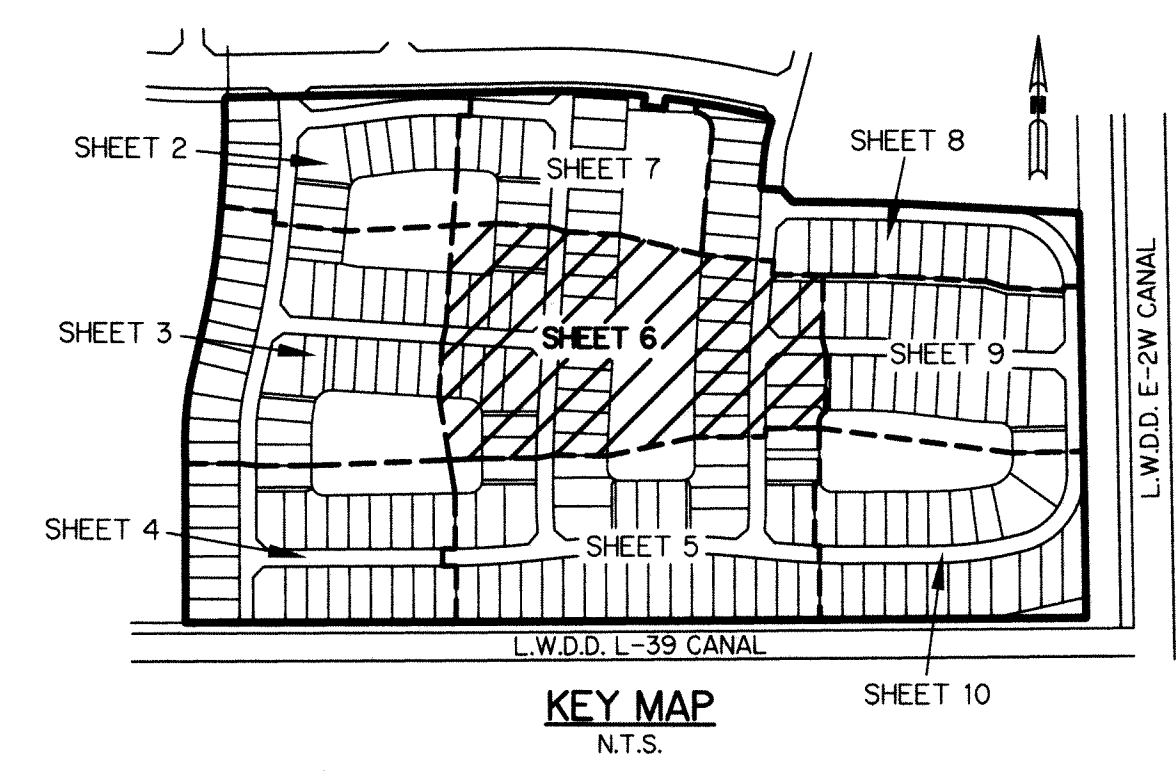 SHEET 2
SHEET 7
SHEET 8
SHEET 3
SHEET 6
SHEET 9
L.W.D.D. E-2W CANAL
SHEET 4
SHEET 5
L.W.D.D. L-39 CANAL
SHEET 10
KEY MAP
N.T.S.